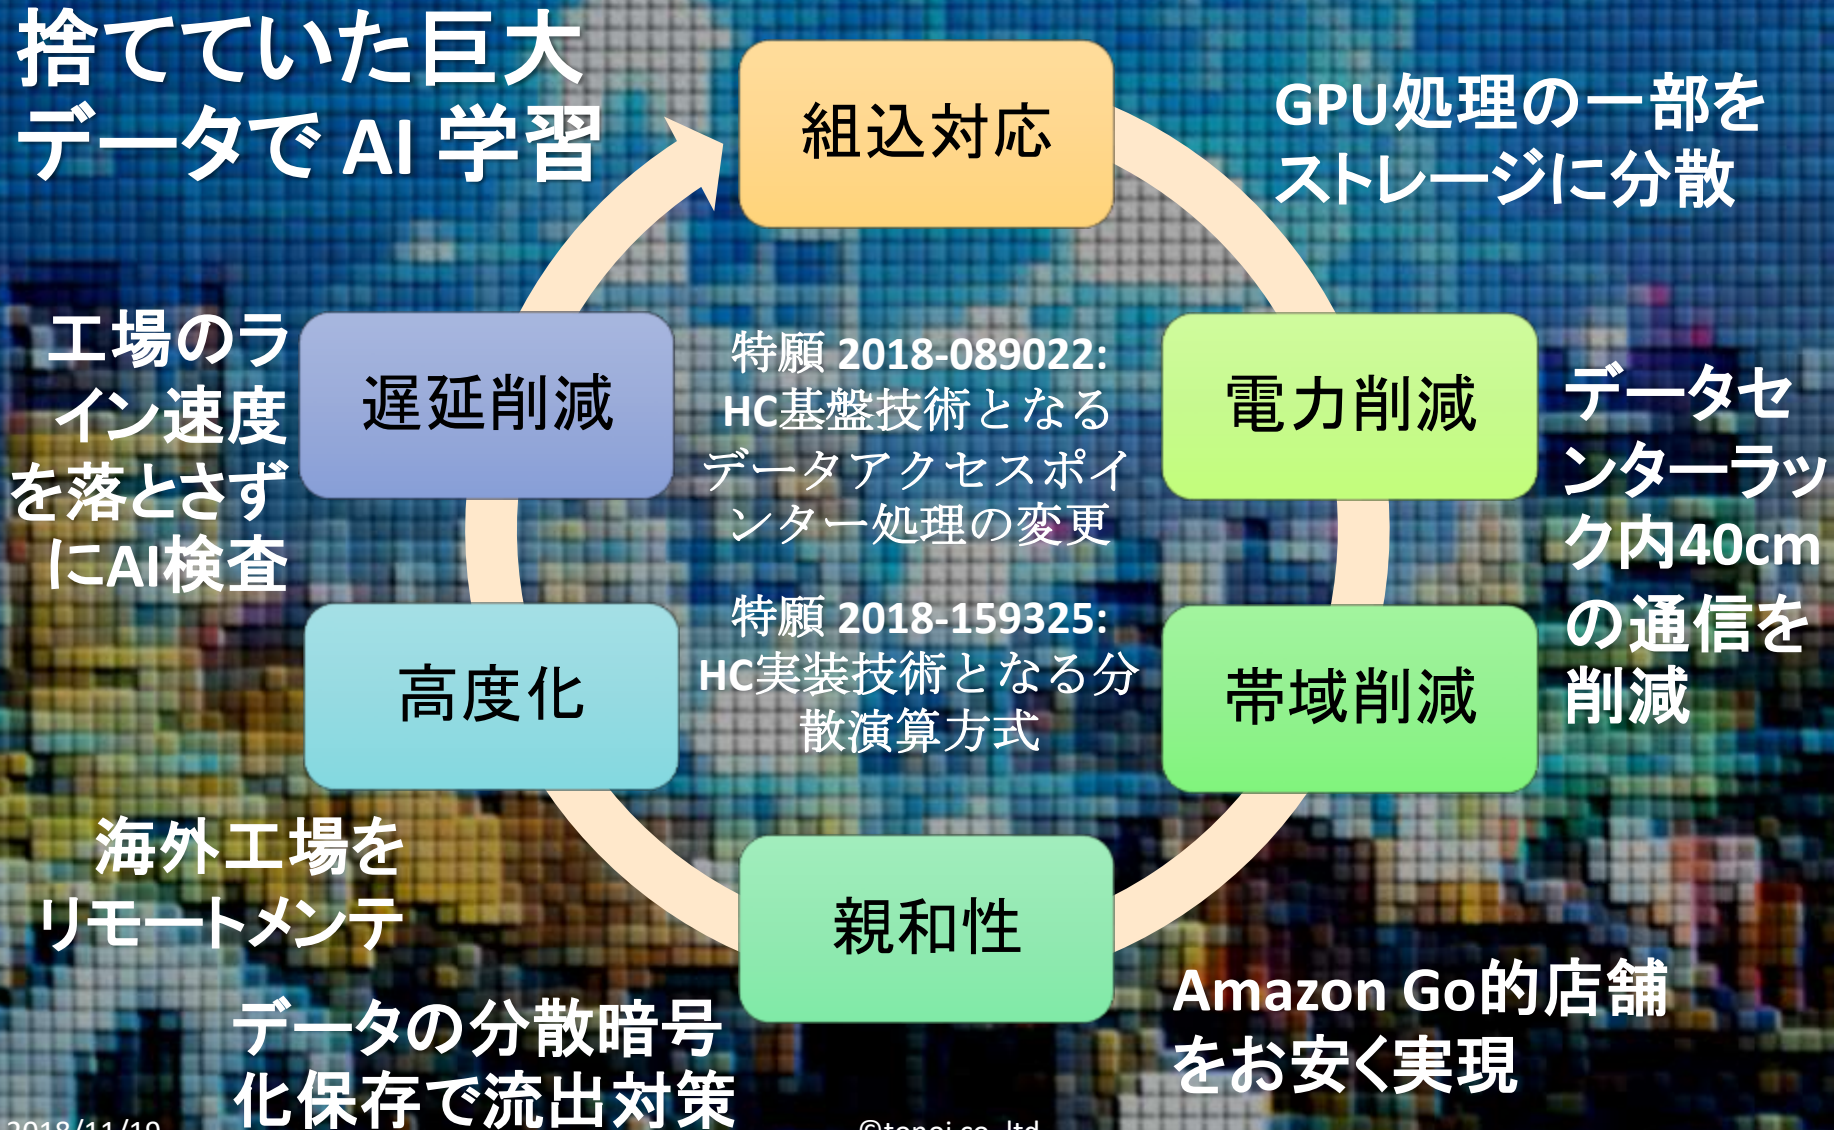 捨てていた巨大
データで AI 学習
組込対応
GPU処理の一部を
ストレージに分散
工場のラ
イン速度
を落とさず
にAI検査
遅延削減
特願 2018-089022:
HC基盤技術となる
データアクセスポイ
ンター処理の変更
電力削減
データセ
ンターラッ
ク内40cm
の通信を
削減
高度化
特願 2018-159325:
HC実装技術となる分
散演算方式
帯域削減
海外工場を
リモートメンテ
親和性
Amazon Go的店舗
をお安く実現
データの分散暗号
化保存で流出対策
2018/11/19